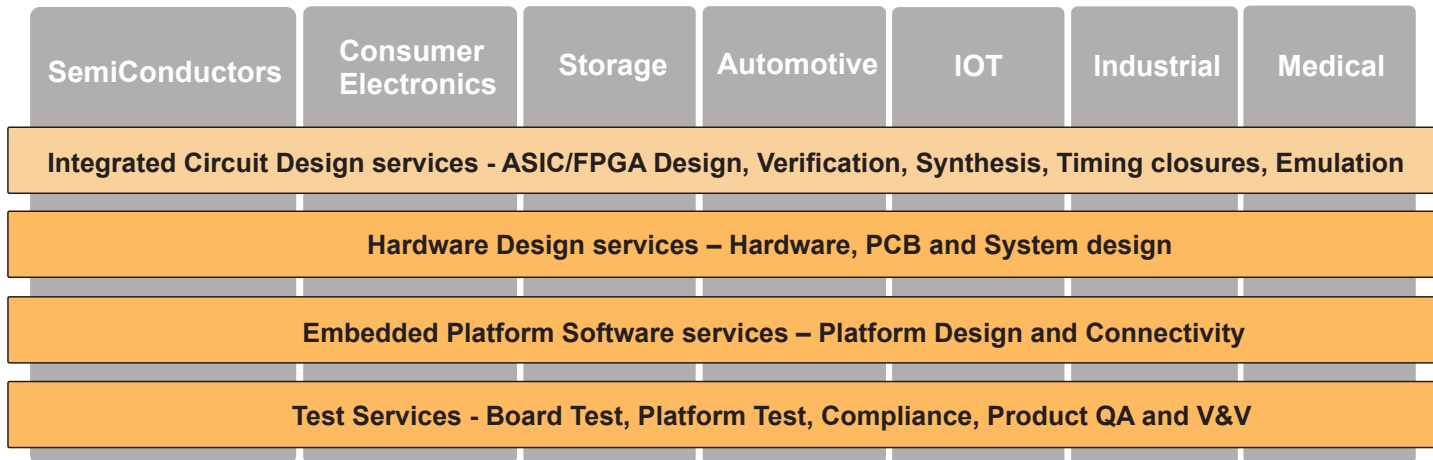 SemiConductors
Consumer
Electronics
Storage
Automotive
IOT
Industrial
Medical
Integrated Circuit Design services - ASIC/FPGA Design, Verification, Synthesis, Timing closures, Emulation
Hardware Design services – Hardware, PCB and System design
Embedded Platform Software services – Platform Design and Connectivity
Test Services - Board Test, Platform Test, Compliance, Product QA and V&V